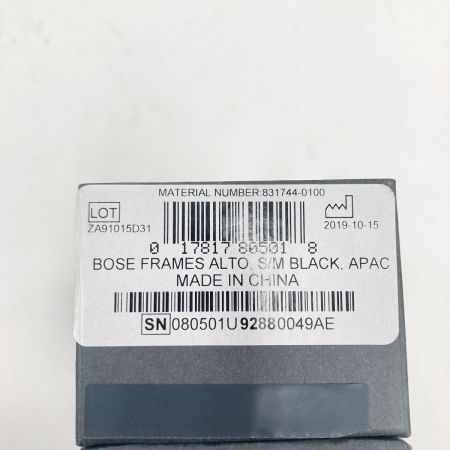 MATERIAL NUMBER:831744-0100
LOT
ZA91015D31
2019-10-15
0 17817 80501 8
BOSE FRAMES ALTO, S/M BLACK, APAC
MADE IN CHINA
SN 080501U92880049AE